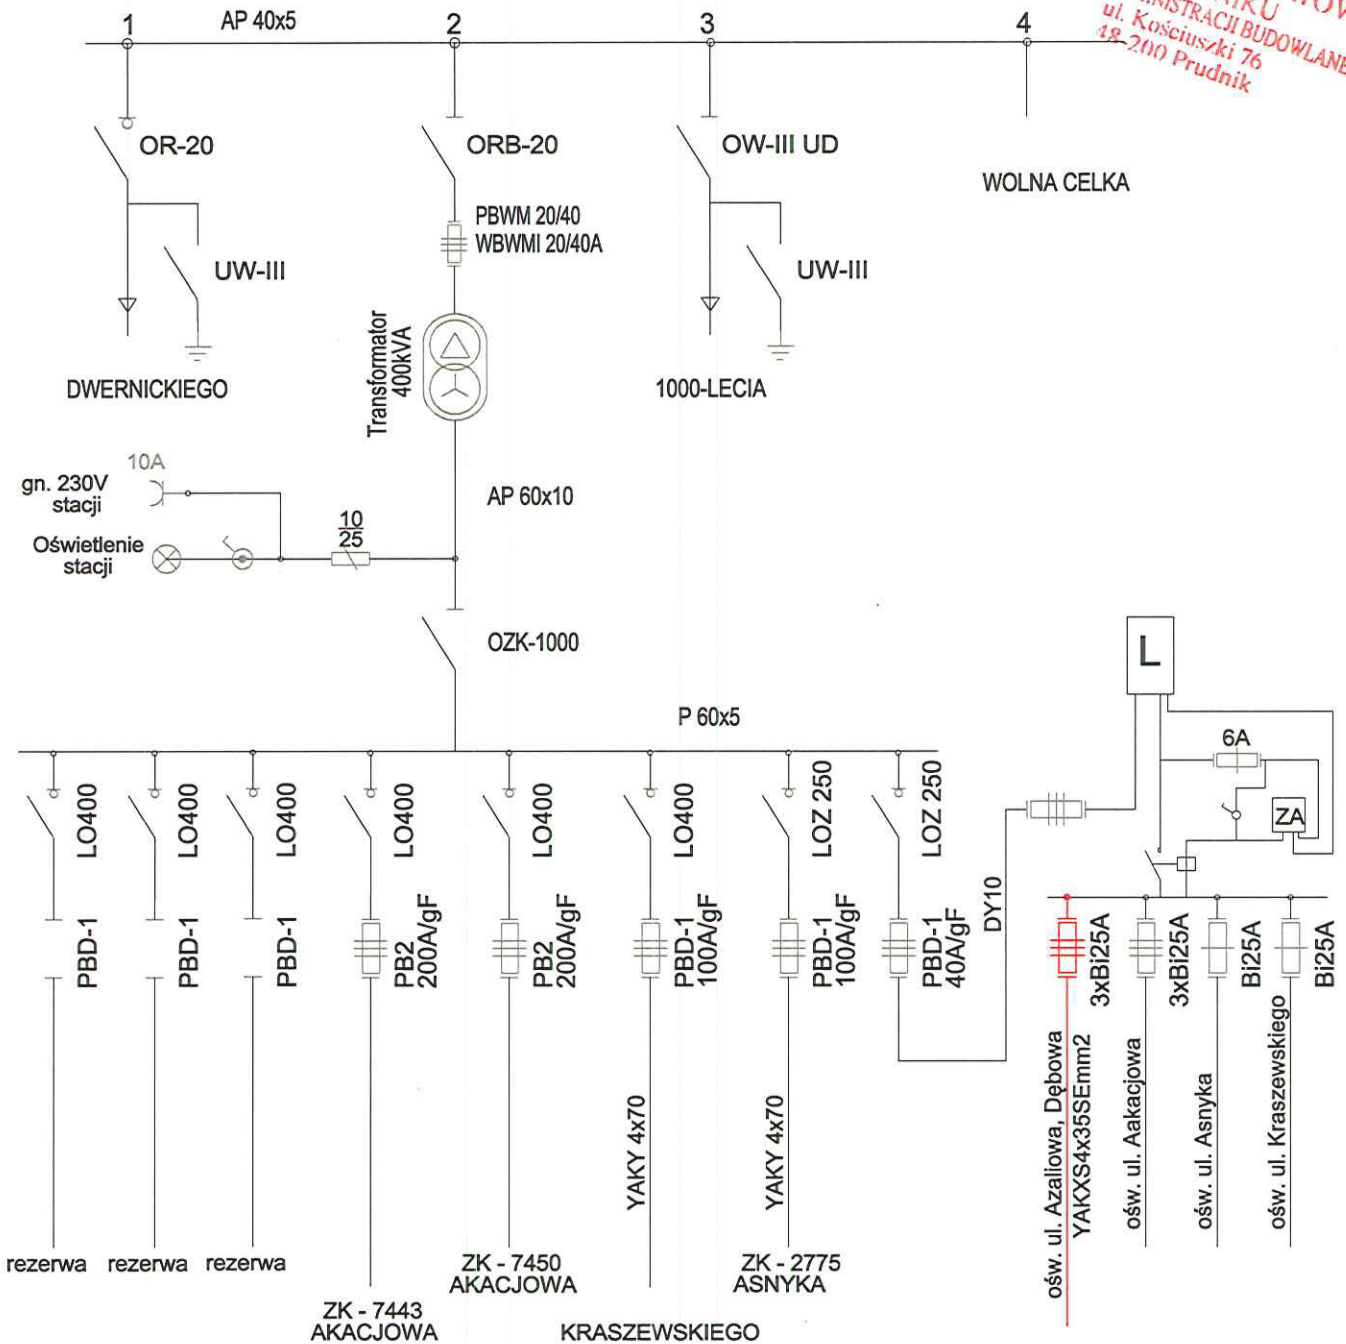 1
AP 40x5
2
3
4
ul. Kościuszki 76
48-200 Prudnik
OR-20
ORB-20
OW-III UD
WOLNA CELKA
PBWM 20/40
WBWMI 20/40A
UW-III
UW-III
Transformator
400kVA
DWERNICKIEGO
1000-LECIA
10A
gn. 230V
stacji
AP 60x10
10
25
Oświetlenie
stacji
OZK-1000
L
P 60x5
6A
ZA
LO400
LO400
LO400
LO400
LO400
LO400
LOZ 250
LOZ 250
DY10
PBD-1
PBD-1
PBD-1
PB2
200A/gF
PB2
200A/gF
PBD-1
100A/gF
PBD-1
100A/gF
PBD-1
40A/gF
3xBi25A
3xBi25A
Bi25A
Bi25A
YAKY 4x70
YAKY 4x70
ośw. ul. Azaliowa, Dębowa
YAKXS4x35SEmm2
ośw. ul. Aakacjowa
ośw. ul. Asnyka
ośw. ul. Kraszewskiego
rezerwa
rezerwa
rezerwa
ZK - 7450
AKACJOWA
ZK - 2775
ASNYKA
ZK - 7443
AKACJOWA
KRASZEWSKIEGO